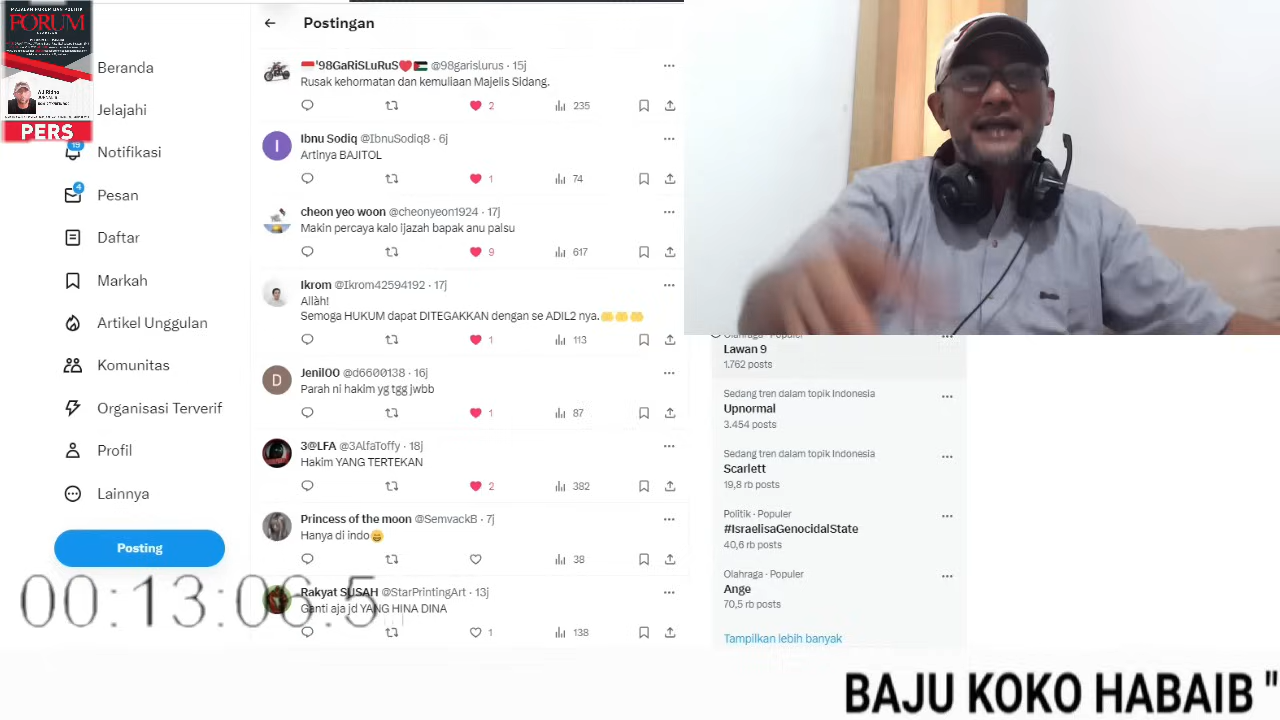 MAJALAH HUKUM DAN POLITIK
FORUM
PERS
Postingan
Beranda
Jelajahi
19
Notifikasi
4
Pesan
Daftar
Markah
Artikel Unggulan
Komunitas
Organisasi Terverif
Profil
Lainnya
Posting
00:13:06.5
'98GaRiSLuRuS @98garislurus · 15j
Rusak kehormatan dan kemuliaan Majelis Sidang.
2 235
I
Ibnu Sodiq @IbnuSodiq8 · 6j
Artinya BAJITOL
1 74
cheon yeo woon @cheonyeon1924 · 17j
Makin percaya kalo ijazah bapak anu palsu
9 617
Ikrom @Ikrom42594192 · 17j
Allàh!
Semoga HUKUM dapat DITEGAKKAN dengan se ADIL2 nya.🤲🤲🤲
1 113
D
Jenil00 @d6600138 · 16j
Parah ni hakim yg tgg jwbb
1 87
3@LFA @3AlfaToffy · 18j
Hakim YANG TERTEKAN
2 382
Princess of the moon @SemvackB · 7j
Hanya di indo😄
38
Rakyat SUSAH @StarPrintingArt · 13j
Ganti aja jd YANG HINA DINA
1 138
Olahraga · Populer
Lawan 9
1.762 posts
Sedang tren dalam topik Indonesia
Upnormal
3.454 posts
Sedang tren dalam topik Indonesia
Scarlett
19,8 rb posts
Politik · Populer
#IsraelisaGenocidalState
40,6 rb posts
Olahraga · Populer
Ange
70,5 rb posts
Tampilkan lebih banyak
BAJU KOKO HABAIB "